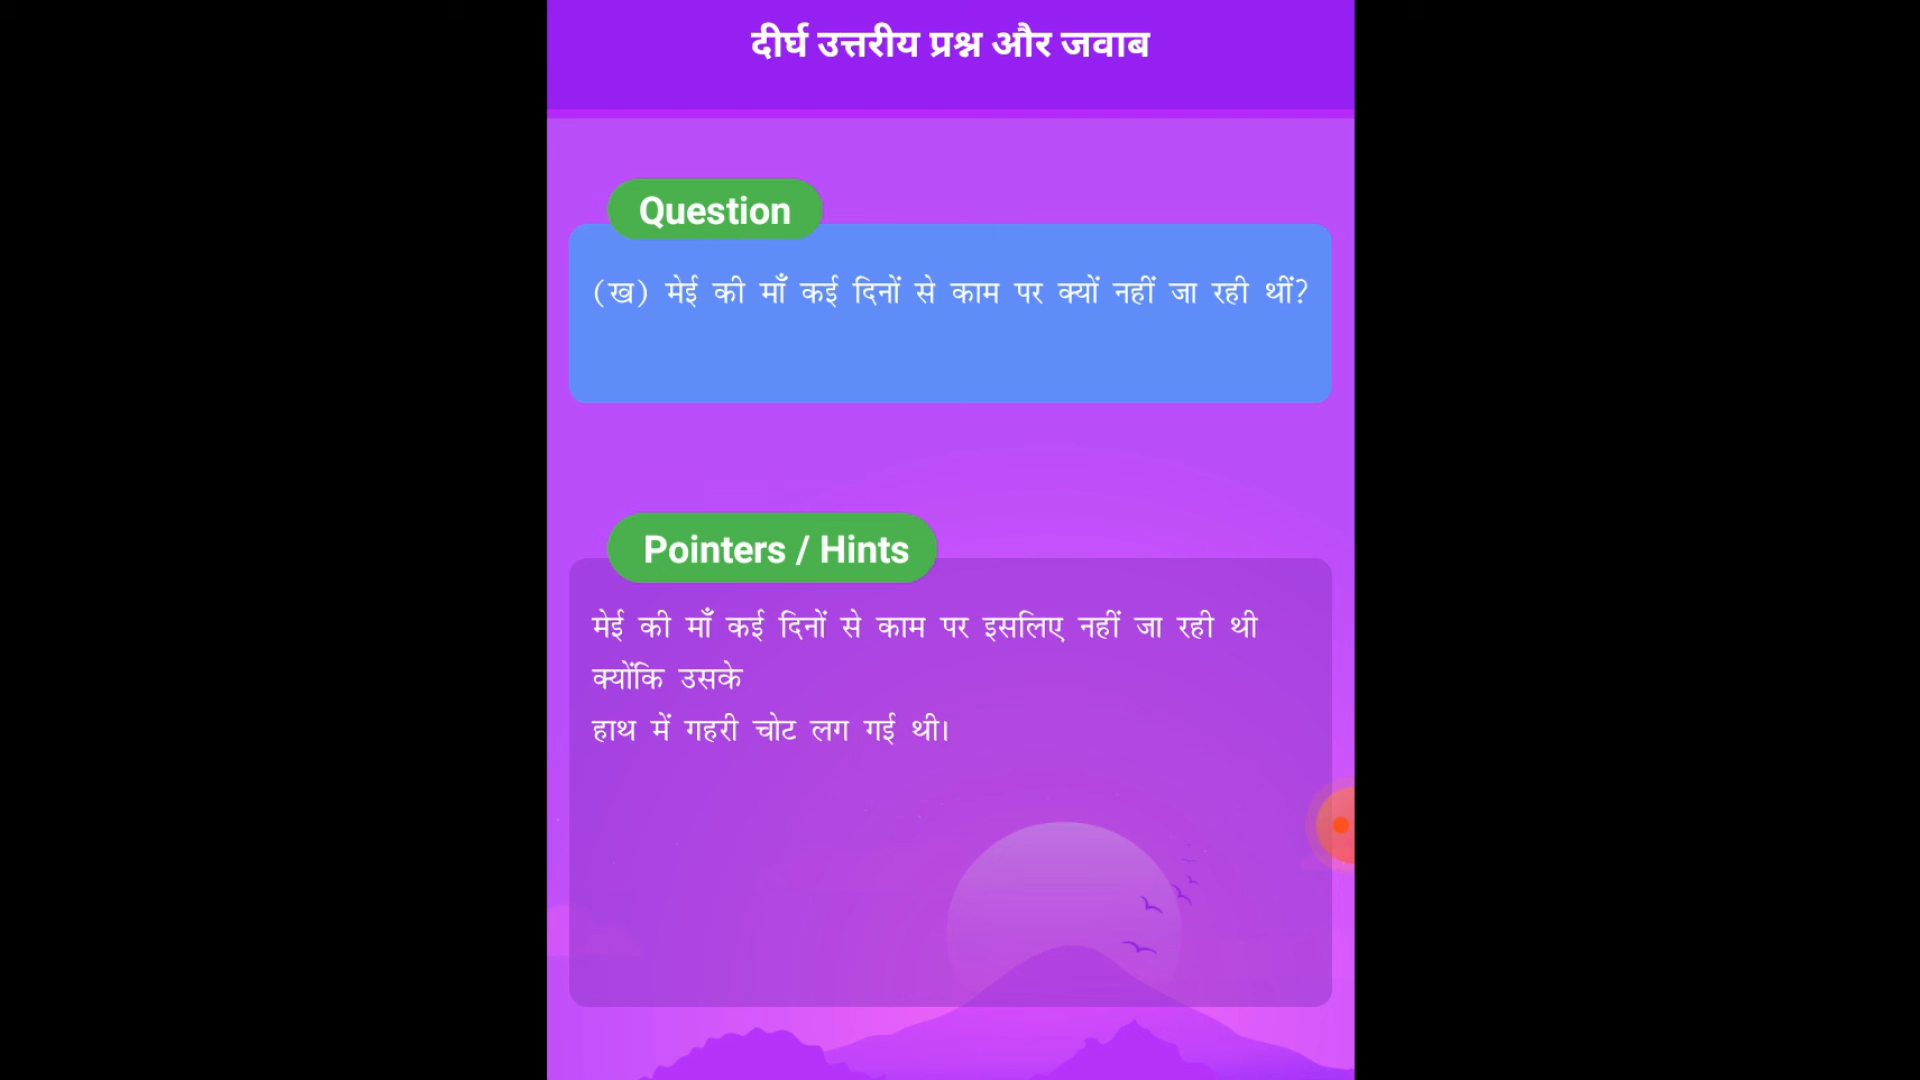 दीर्घ उत्तरीय प्रश्न और जवाब
Question
(ख) मेई की माँ कई दिनों से काम पर क्यों नहीं जा रही थीं?
Pointers / Hints
मेई की माँ कई दिनों से काम पर इसलिए नहीं जा रही थी
क्योंकि उसके
हाथ में गहरी चोट लग गई थी।